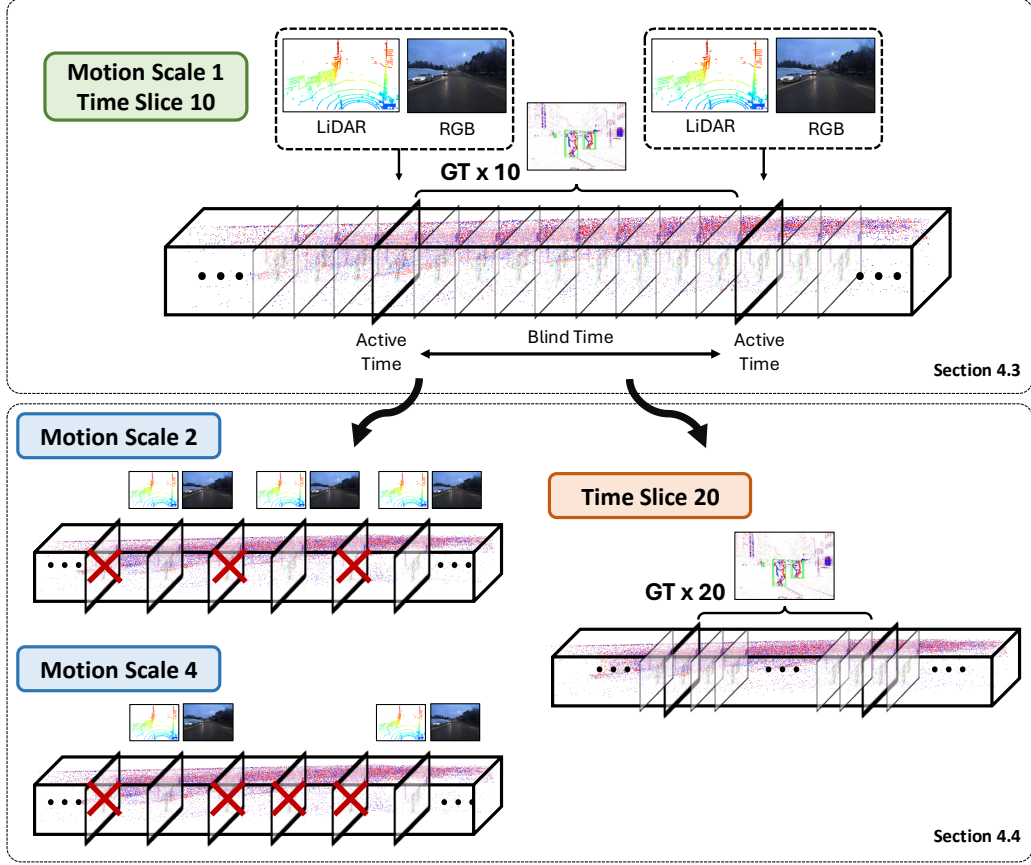 Motion Scale 1
Time Slice 10
LiDAR
RGB
LiDAR
RGB
GT x 10
Active
Time
Blind Time
Active
Time
Section 4.3
Motion Scale 2
Time Slice 20
GT x 20
Motion Scale 4
Section 4.4